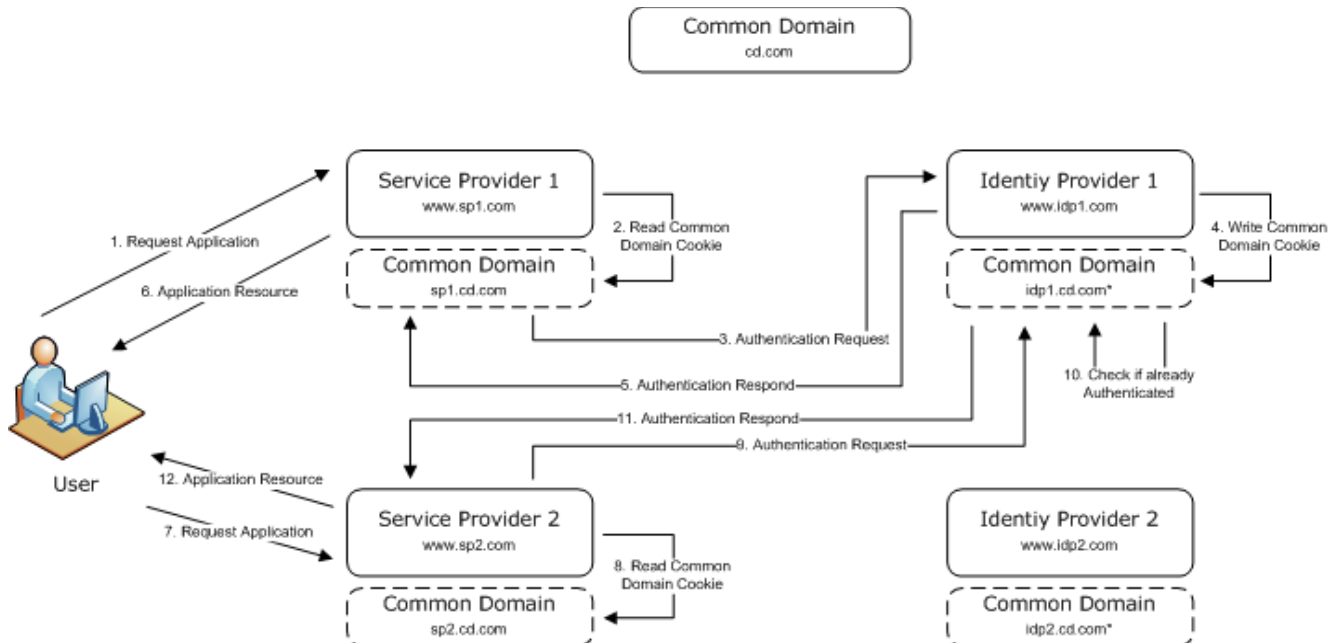 Common Domain
cd.com
Service Provider 1
www.sp1.com
Common Domain
sp1.cd.com
2. Read Common
Domain Cookie
Identiy Provider 1
www.idp1.com
Common Domain
idp1.cd.com*
4. Write Common
Domain Cookie
1. Request Application
6. Application Resource
3. Authentication Request
5. Authentication Respond
10. Check if already
Authenticated
11. Authentication Respond
9. Authentication Request
User
12. Application Resource
7. Request Application
Service Provider 2
www.sp2.com
Common Domain
sp2.cd.com
8. Read Common
Domain Cookie
Identiy Provider 2
www.idp2.com
Common Domain
idp2.cd.com*